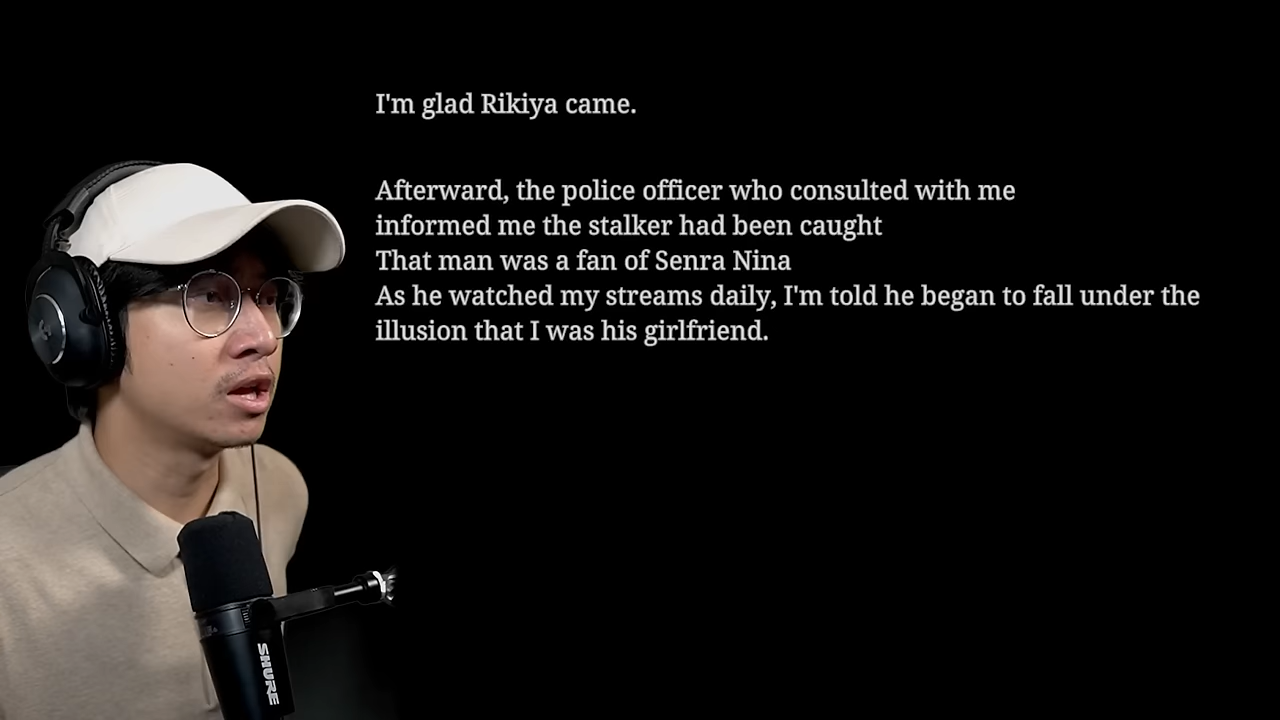 I'm glad Rikiya came.
Afterward, the police officer who consulted with me
informed me the stalker had been caught
That man was a fan of Senra Nina
As he watched my streams daily, I'm told he began to fall under the
illusion that I was his girlfriend.
SHURE